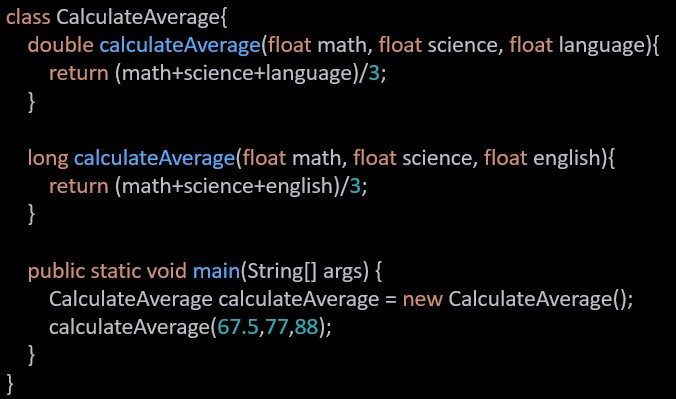 class CalculateAverage{
double calculateAverage(float math, float science, float language){
return (math+science+language)/3;
}
long calculateAverage(float math, float science, float english){
return (math+science+english)/3;
}
public static void main(String[] args) {
CalculateAverage calculateAverage = new CalculateAverage();
calculateAverage(67.5,77,88);
}
}